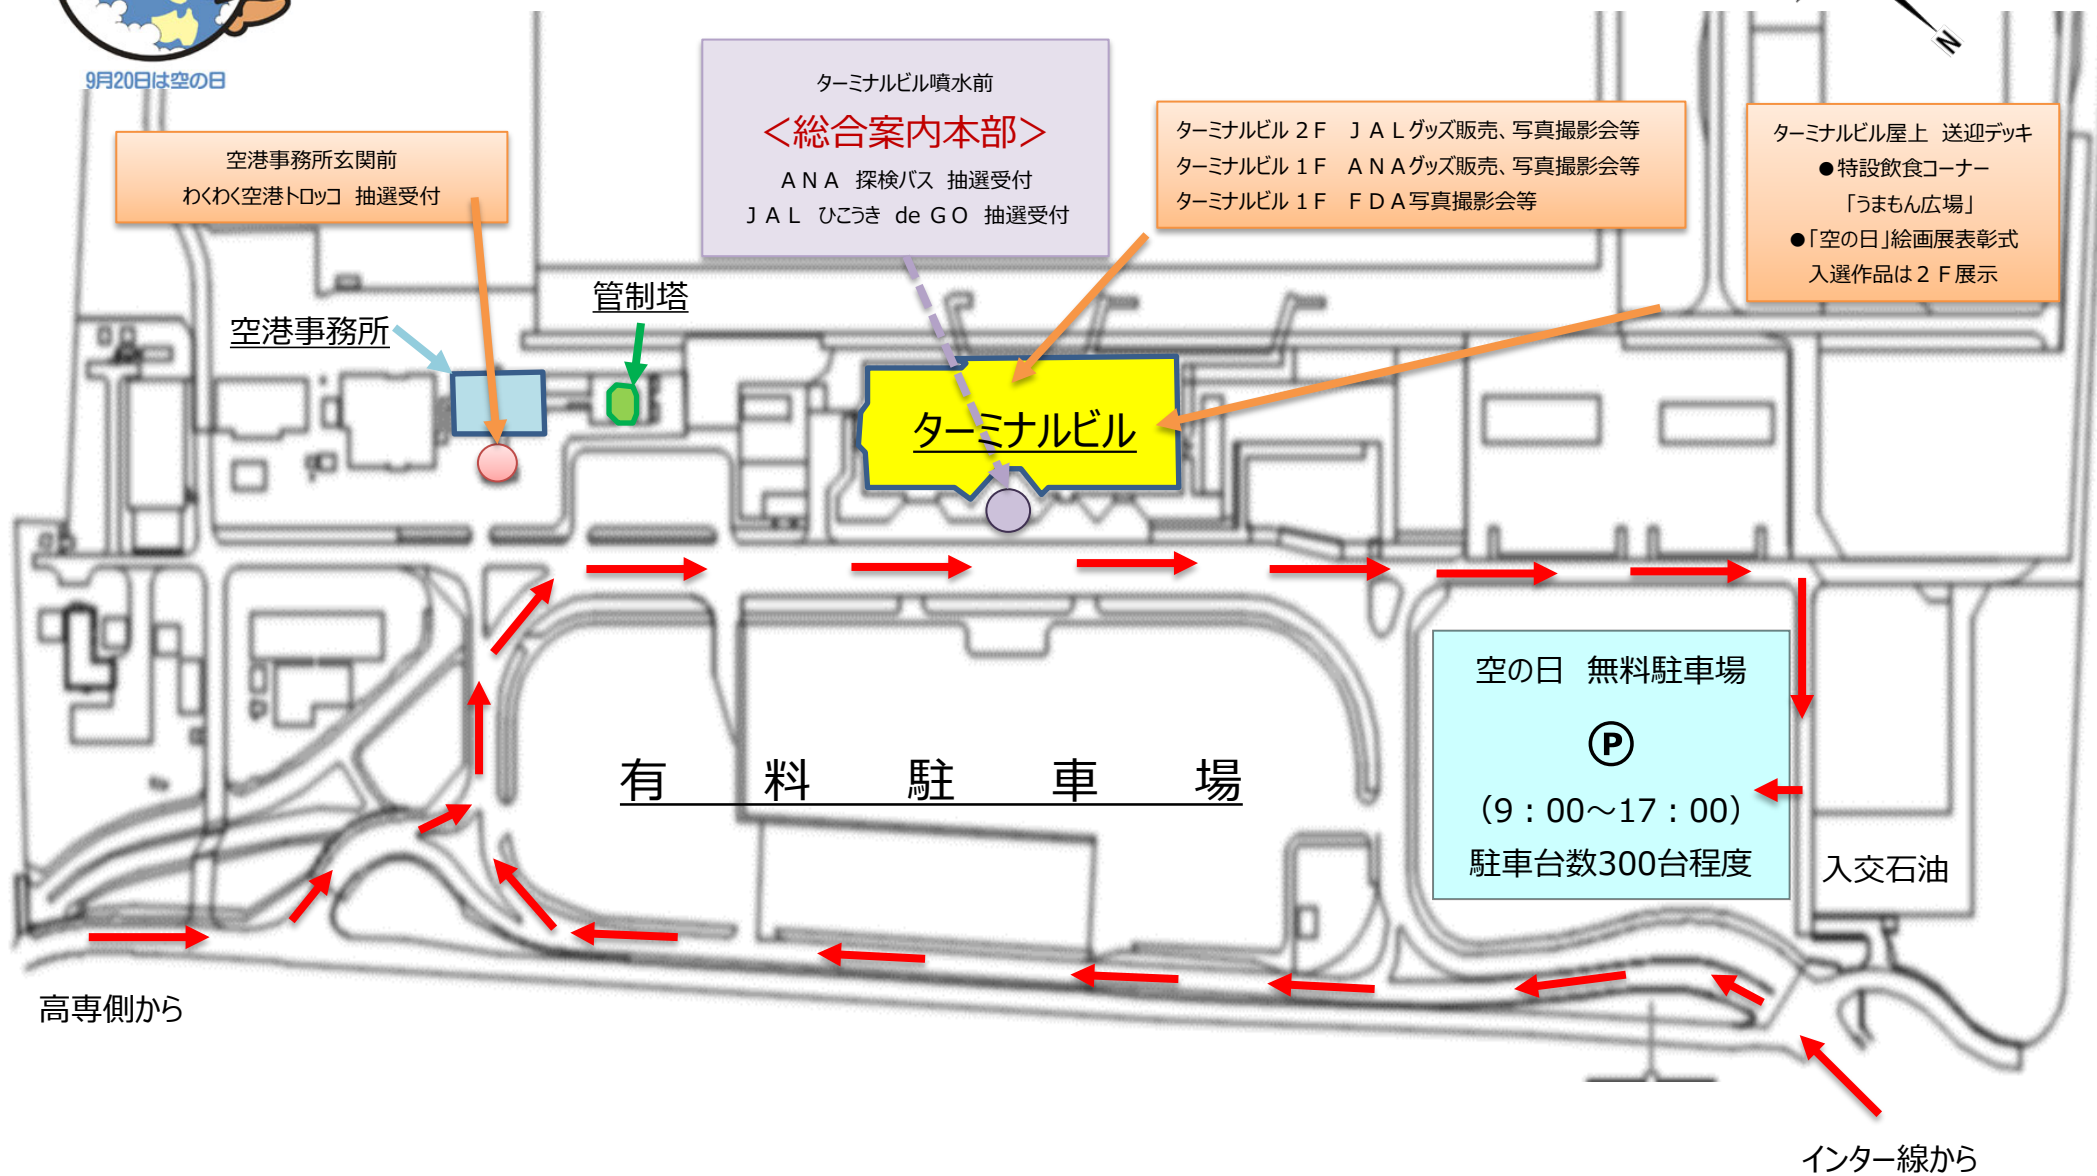 9月20日は空の日
N
ターミナルビル噴水前
＜総合案内本部＞
ＡＮＡ　探検バス　抽選受付
ＪＡＬ　ひこうき　de ＧＯ　抽選受付
ターミナルビル２Ｆ　ＪＡＬグッズ販売、写真撮影会等
ターミナルビル１Ｆ　ＡＮＡグッズ販売、写真撮影会等
ターミナルビル１Ｆ　ＦＤＡ写真撮影会等
ターミナルビル屋上　送迎デッキ
●特設飲食コーナー
「うまもん広場」
●「空の日」絵画展表彰式
入選作品は２Ｆ展示
空港事務所玄関前
わくわく空港トロッコ　抽選受付
管制塔
空港事務所
ターミナルビル
空の日　無料駐車場
Ⓟ
（9：00～17：00）
駐車台数300台程度
有　料　駐　車　場
入交石油
高専側から
インター線から